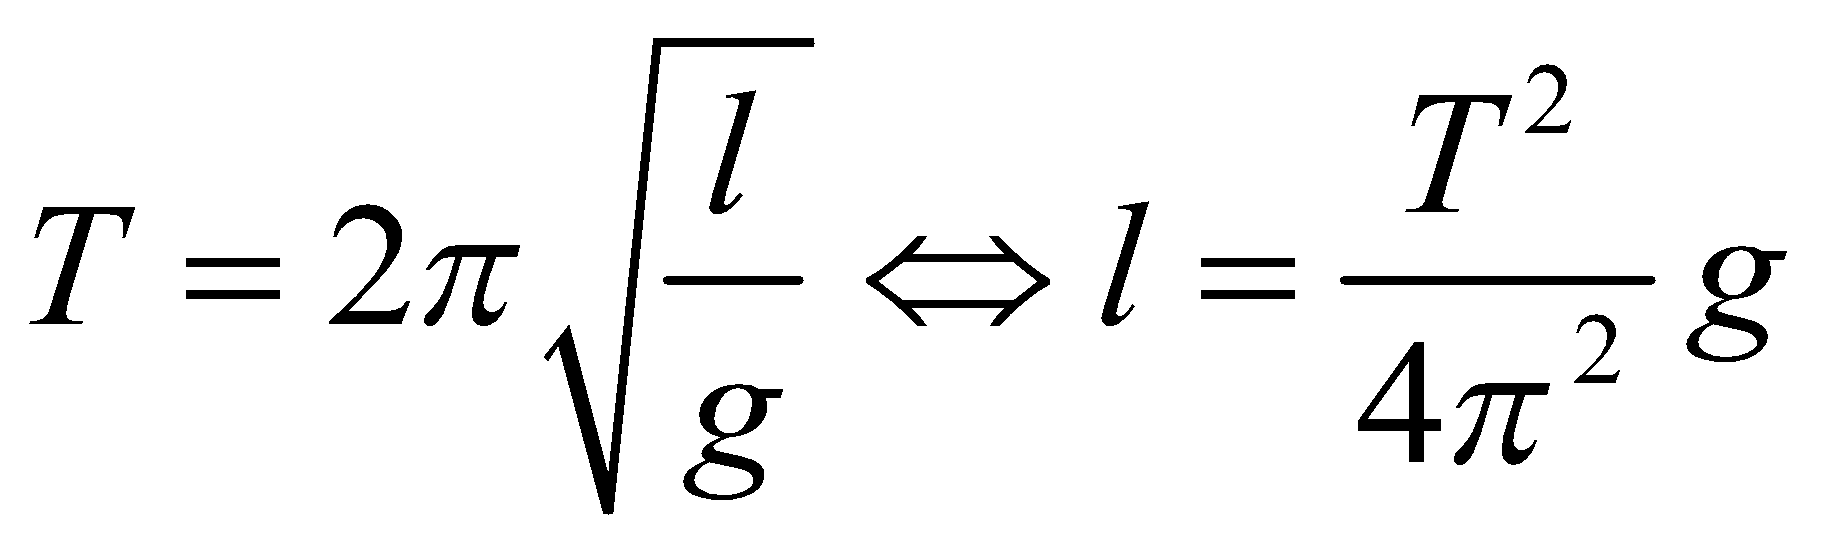 T = 2π√(l/g) ⇔ l = T²/4π² g